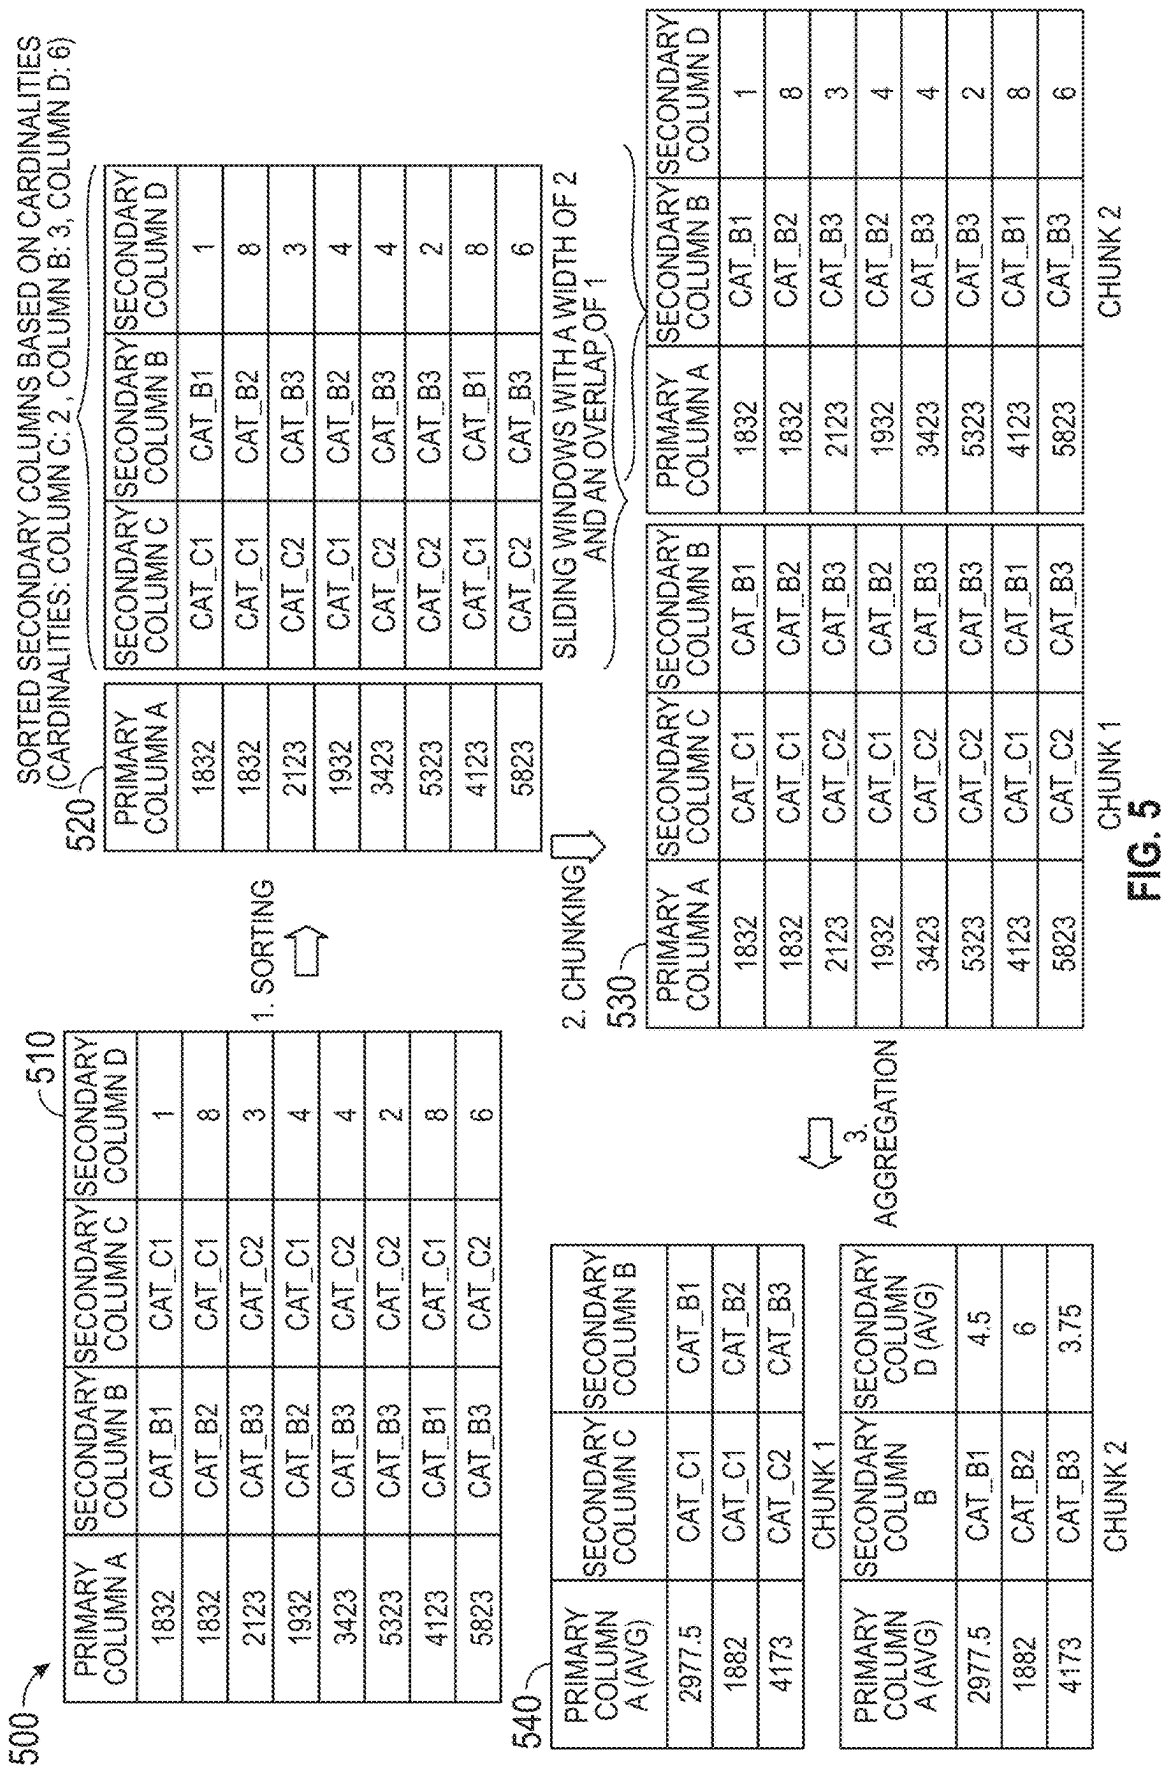 500
510
PRIMARY COLUMN A SECONDARY COLUMN B SECONDARY COLUMN C SECONDARY COLUMN D
1832 CAT_B1 CAT_C1 1
1832 CAT_B2 CAT_C1 8
2123 CAT_B3 CAT_C2 3
1932 CAT_B2 CAT_C1 4
3423 CAT_B3 CAT_C2 4
5323 CAT_B3 CAT_C2 2
4123 CAT_B1 CAT_C1 8
5823 CAT_B3 CAT_C2 6
1. SORTING
SORTED SECONDARY COLUMNS BASED ON CARDINALITIES
(CARDINALITIES: COLUMN C: 2 , COLUMN B: 3, COLUMN D: 6)
520
PRIMARY COLUMN A SECONDARY COLUMN C SECONDARY COLUMN B SECONDARY COLUMN D
1832 CAT_C1 CAT_B1 1
1832 CAT_C1 CAT_B2 8
2123 CAT_C2 CAT_B3 3
1932 CAT_C1 CAT_B2 4
3423 CAT_C2 CAT_B3 4
5323 CAT_C2 CAT_B3 2
4123 CAT_C1 CAT_B1 8
5823 CAT_C2 CAT_B3 6
2. CHUNKING
SLIDING WINDOWS WITH A WIDTH OF 2
AND AN OVERLAP OF 1
530
PRIMARY COLUMN A SECONDARY COLUMN C SECONDARY COLUMN B
1832 CAT_C1 CAT_B1
1832 CAT_C1 CAT_B2
2123 CAT_C2 CAT_B3
1932 CAT_C1 CAT_B2
3423 CAT_C2 CAT_B3
5323 CAT_C2 CAT_B3
4123 CAT_C1 CAT_B1
5823 CAT_C2 CAT_B3
CHUNK 1
PRIMARY COLUMN A SECONDARY COLUMN B SECONDARY COLUMN D
1832 CAT_B1 1
1832 CAT_B2 8
2123 CAT_B3 3
1932 CAT_B2 4
3423 CAT_B3 4
5323 CAT_B3 2
4123 CAT_B1 8
5823 CAT_B3 6
CHUNK 2
3.
AGGREGATION
540
PRIMARY COLUMN A (AVG) SECONDARY COLUMN C SECONDARY COLUMN B
2977.5 CAT_C1 CAT_B1
1882 CAT_C1 CAT_B2
4173 CAT_C2 CAT_B3
CHUNK 1
PRIMARY COLUMN A (AVG) SECONDARY COLUMN B SECONDARY COLUMN D (AVG)
2977.5 CAT_B1 4.5
1882 CAT_B2 6
4173 CAT_B3 3.75
CHUNK 2
FIG. 5